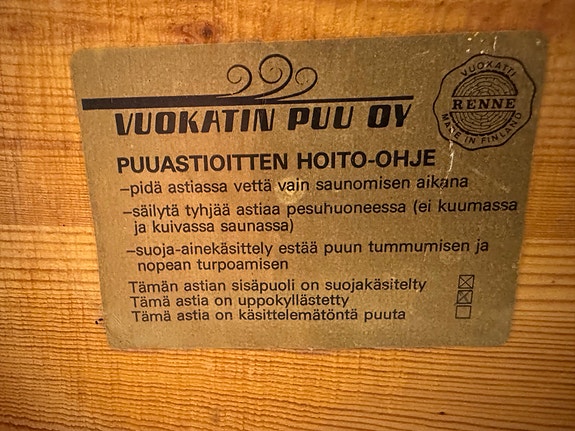 VUOKATIN PUU OY
VUOKATTI
RENNE
MADE IN FINLAND
PUUASTIOITTEN HOITO-OHJE
–pidä astiassa vettä vain saunomisen aikana
–säilytä tyhjää astiaa pesuhuoneessa (ei kuumassa
ja kuivassa saunassa)
–suoja-ainekäsittely estää puun tummumisen ja
nopean turpoamisen
Tämän astian sisäpuoli on suojakäsitelty
Tämä astia on uppokyllästetty
Tämä astia on käsittelemätöntä puuta